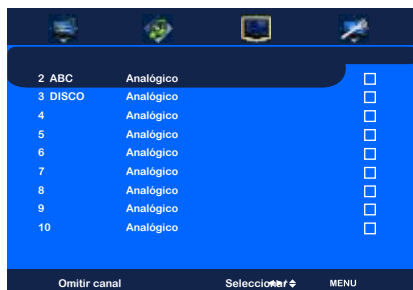 2 ABC Analógico
3 DISCO Analógico
4 Analógico
5 Analógico
6 Analógico
7 Analógico
8 Analógico
9 Analógico
10 Analógico
Omitir canal Seleccionar MENU